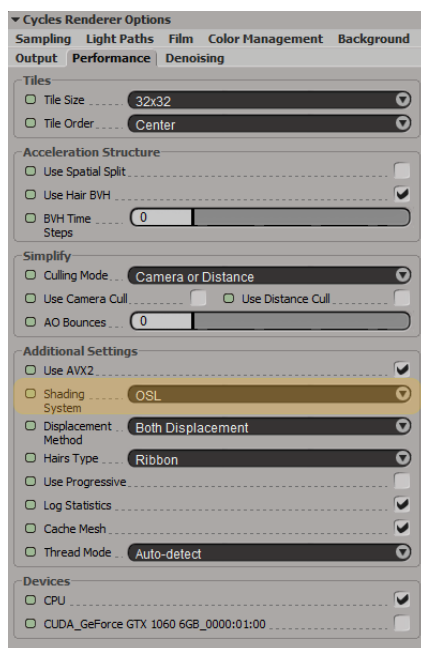 Cycles Renderer Options
Sampling Light Paths Film Color Management Background
Output Performance Denoising
Tiles
Tile Size 32x32
Tile Order Center
Acceleration Structure
Use Spatial Split
Use Hair BVH
BVH Time Steps 0
Simplify
Culling Mode Camera or Distance
Use Camera Cull Use Distance Cull
AO Bounces 0
Additional Settings
Use AVX2
Shading System OSL
Displacement Method Both Displacement
Hairs Type Ribbon
Use Progressive
Log Statistics
Cache Mesh
Thread Mode Auto-detect
Devices
CPU
CUDA_GeForce GTX 1060 6GB_0000:01:00